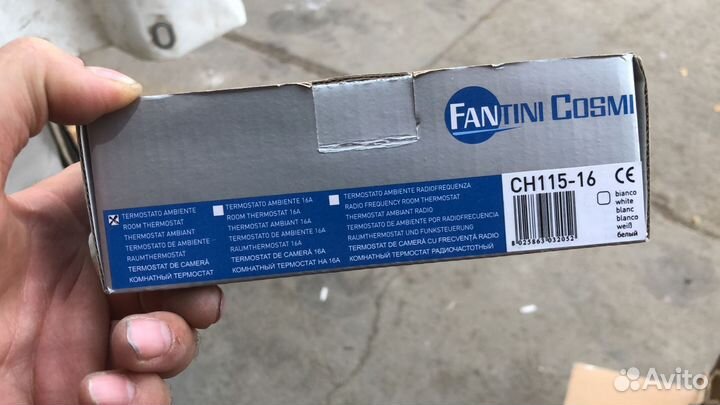 FANTINI COSMI
TERMOSTATO AMBIENTE
ROOM THERMOSTAT
THERMOSTAT AMBIANT
TERMOSTATO DE AMBIENTE
RAUMTHERMOSTAT
TERMOSTAT DE CAMERĂ
КОМНАТНЫЙ ТЕРМОСТАТ
TERMOSTATO AMBIENTE 16A
ROOM THERMOSTAT 16A
THERMOSTAT AMBIANT 16A
TERMOSTATO DE AMBIENTE 16A
RAUMTHERMOSTAT 16A
TERMOSTAT DE CAMERĂ 16A
КОМНАТНЫЙ ТЕРМОСТАТ НА 16А
TERMOSTATO AMBIENTE RADIOFREQUENZA
RADIO FREQUENCY ROOM THERMOSTAT
THERMOSTAT AMBIANT RADIO
TERMOSTATO DE AMBIENTE POR RADIOFRECUENCIA
RAUMTHERMOSTAT UND FUNKSTEUERUNG
TERMOSTAT DE CAMERĂ CU FRECVENŢĂ RADIO
КОМНАТНЫЙ ТЕРМОСТАТ РАДИОЧАСТОТНЫЙ
CH115-16 CE
8 025863 032052
bianco
white
blanc
blanco
weiß
белый
Avito